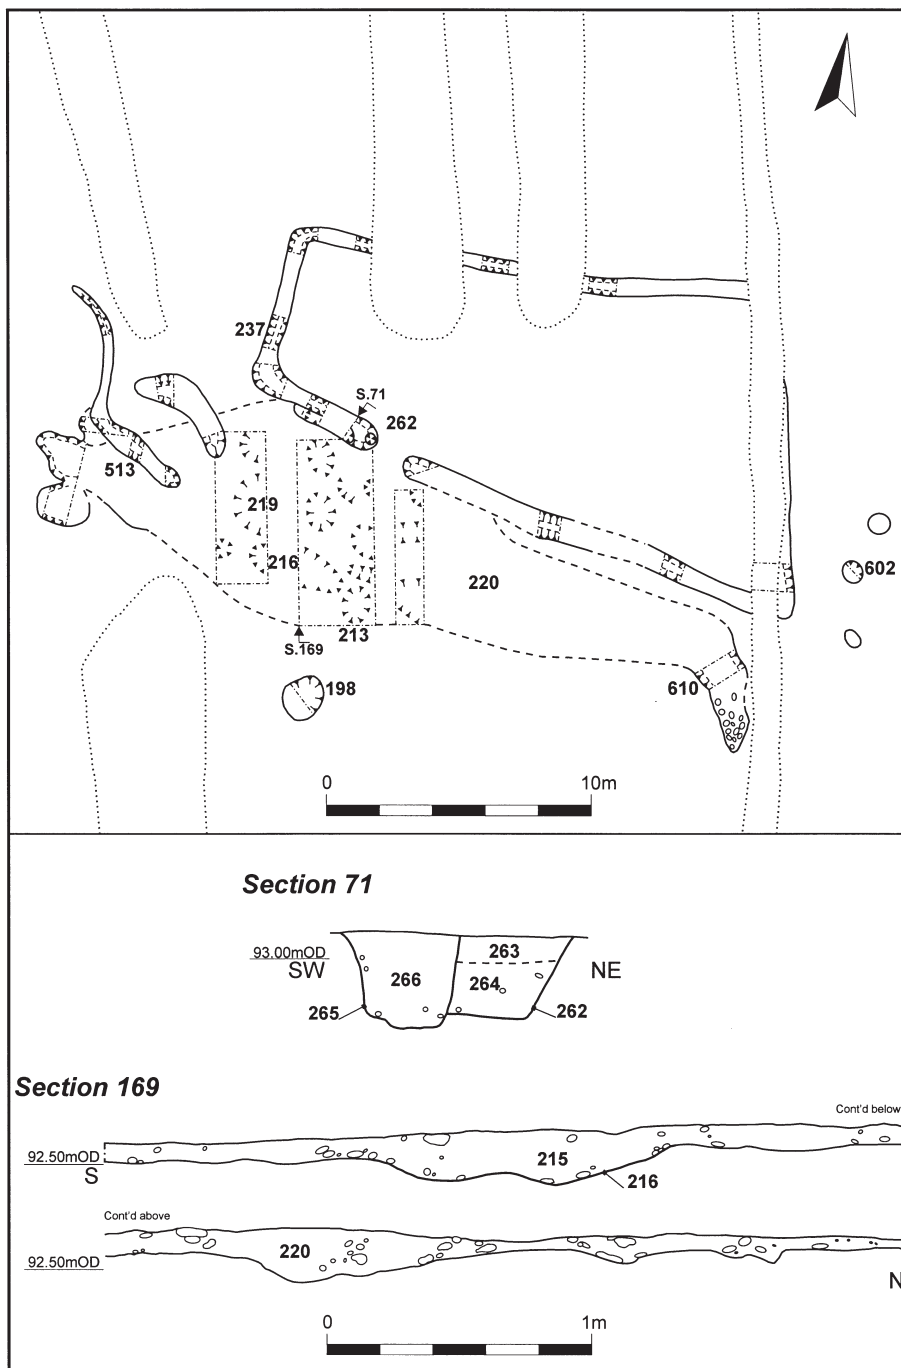 237
S.71
262
513
219
216
220
602
213
S.169
198
610
0 10m
Section 71
93.00mOD
SW
263
NE
266
264
265
262
Section 169
Cont'd below
92.50mOD
S
215
216
Cont'd above
220
92.50mOD
N
0 1m